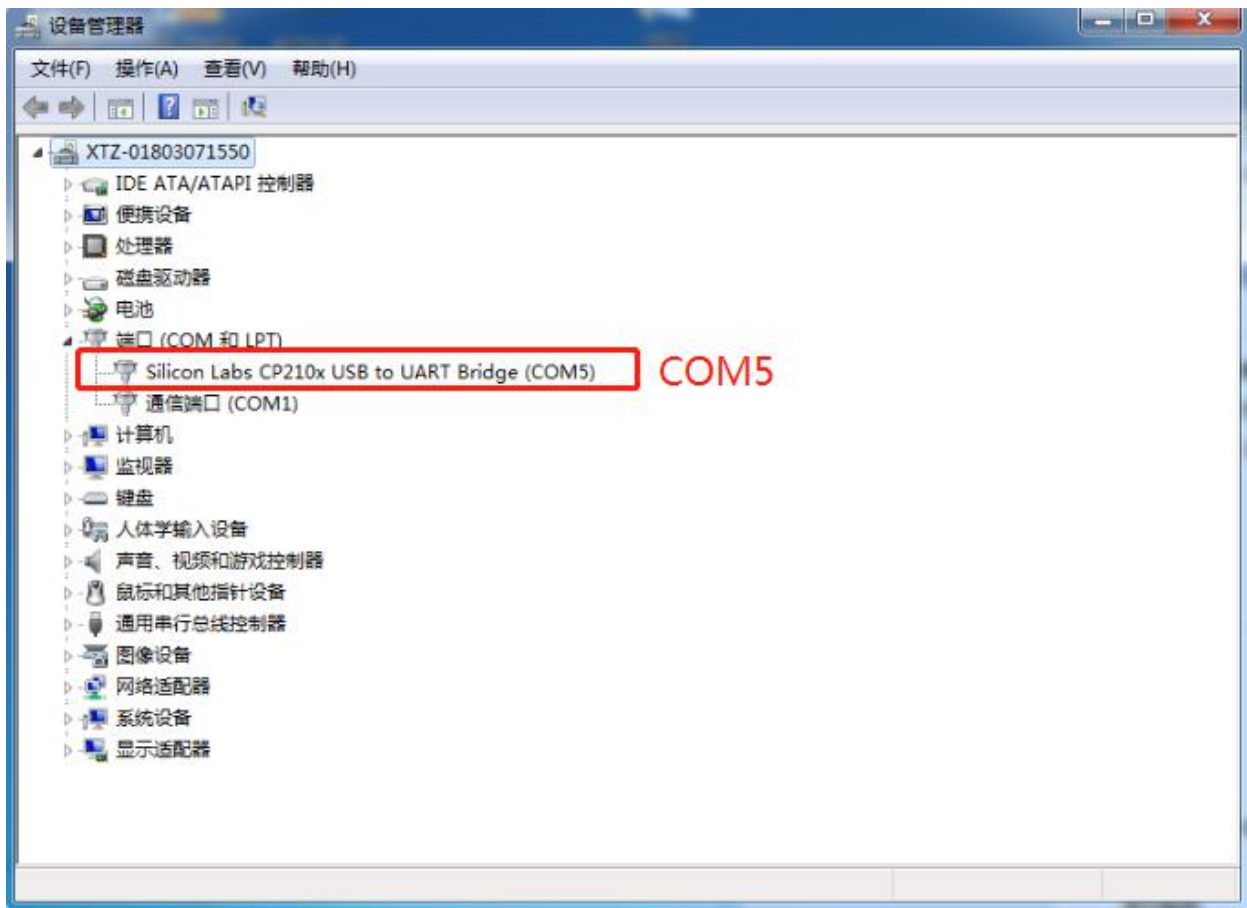 设备管理器
文件(F) 操作(A) 查看(V) 帮助(H)
XTZ-01803071550
IDE ATA/ATAPI 控制器
便携设备
处理器
磁盘驱动器
电池
端口 (COM 和 LPT)
Silicon Labs CP210x USB to UART Bridge (COM5) COM5
通信端口 (COM1)
计算机
监视器
键盘
人体学输入设备
声音、视频和游戏控制器
鼠标和其他指针设备
通用串行总线控制器
图像设备
网络适配器
系统设备
显示适配器